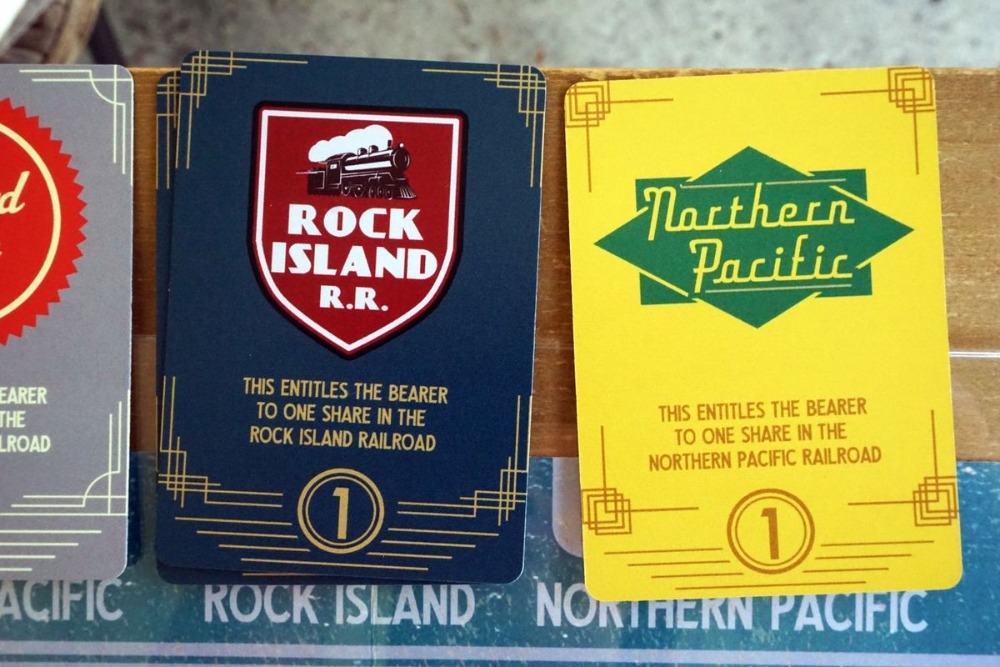 EARER
THE
LROAD
ROCK
ISLAND
R.R.
THIS ENTITLES THE BEARER
TO ONE SHARE IN THE
ROCK ISLAND RAILROAD
1
Northern
Pacific
THIS ENTITLES THE BEARER
TO ONE SHARE IN THE
NORTHERN PACIFIC RAILROAD
1
ACIFIC
ROCK ISLAND
NORTHERN PACIFIC